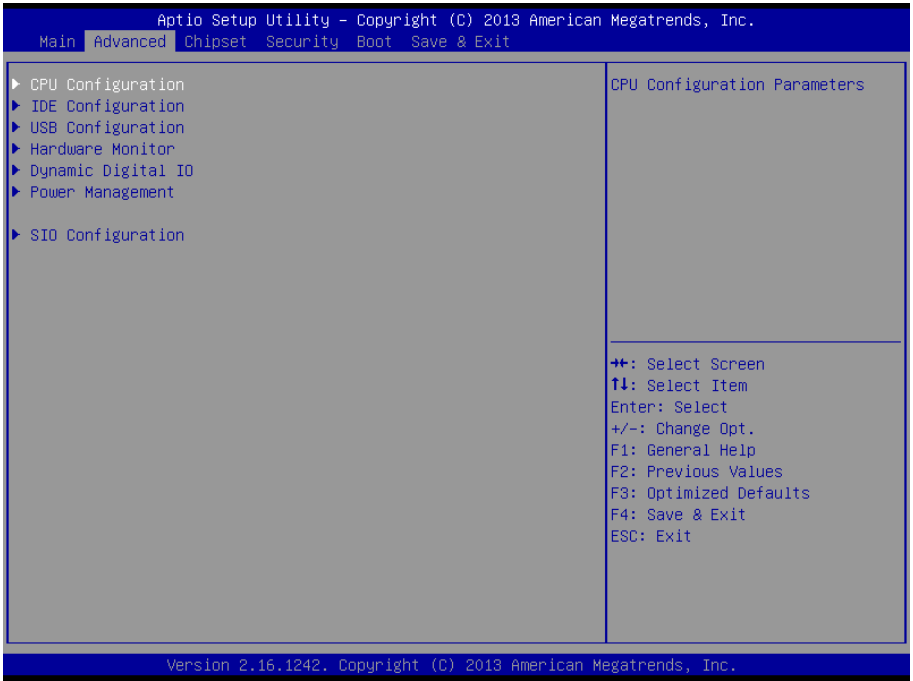 Aptio Setup Utility – Copyright (C) 2013 American Megatrends, Inc.
Main Advanced Chipset Security Boot Save & Exit
CPU Configuration
IDE Configuration
USB Configuration
Hardware Monitor
Dynamic Digital IO
Power Management
SIO Configuration
CPU Configuration Parameters
→←: Select Screen
↑↓: Select Item
Enter: Select
+/-: Change Opt.
F1: General Help
F2: Previous Values
F3: Optimized Defaults
F4: Save & Exit
ESC: Exit
Version 2.16.1242. Copyright (C) 2013 American Megatrends, Inc.